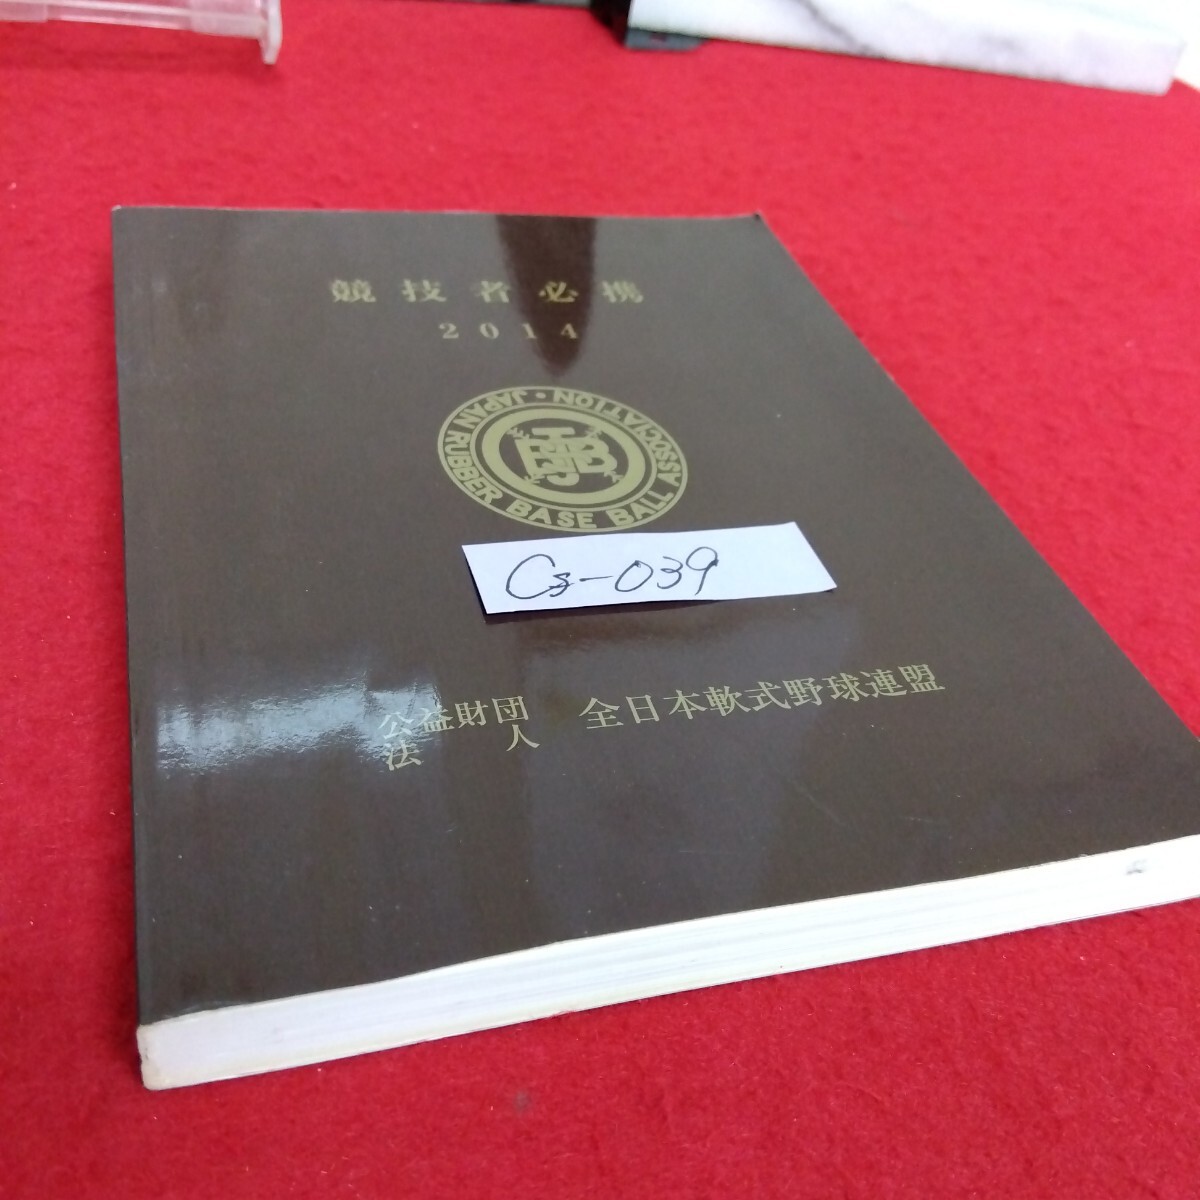 競技者必携
2014
JAPAN RUBBER BASE BALL ASSOCIATION・
Cs-039
公益財団
法人
全日本軟式野球連盟